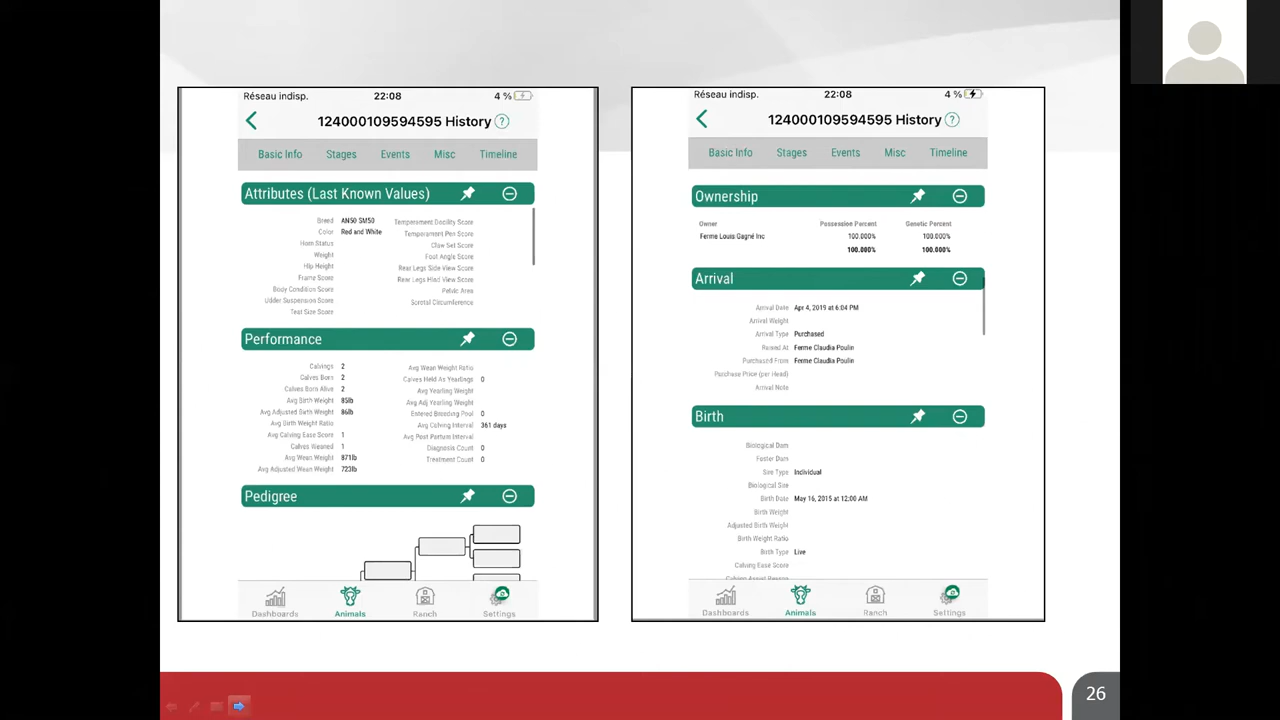 Réseau indisp. 22:08 4 %
124000109594595 History ?
Basic Info Stages Events Misc Timeline
Attributes (Last Known Values)
Breed AN50 SM50
Color Red and White
Horn Status
Weight
Hip Height
Frame Score
Body Condition Score
Udder Suspension Score
Teat Size Score
Temperament Docility Score
Temperament Pen Score
Claw Set Score
Foot Angle Score
Rear Legs Side View Score
Rear Legs Hind View Score
Pelvic Area
Scrotal Circumference
Performance
Calvings 2
Calves Born 2
Calves Born Alive 2
Avg Birth Weight 85lb
Avg Adjusted Birth Weight 86lb
Avg Birth Weight Ratio
Avg Calving Ease Score 1
Calves Weaned 1
Avg Wean Weight 871lb
Avg Adjusted Wean Weight 723lb
Avg Wean Weight Ratio
Calves Held As Yearlings 0
Avg Yearling Weight
Avg Adj Yearling Weight
Entered Breeding Pool 0
Avg Calving Interval 361 days
Avg Post Partum Interval
Diagnosis Count 0
Treatment Count 0
Pedigree
Dashboards Animals Ranch Settings
Réseau indisp. 22:08 4 %
124000109594595 History ?
Basic Info Stages Events Misc Timeline
Ownership
Owner Possession Percent Genetic Percent
Ferme Louis Gagné Inc 100.000% 100.000%
100.000% 100.000%
Arrival
Arrival Date Apr 4, 2019 at 6:04 PM
Arrival Weight
Arrival Type Purchased
Raised At Ferme Claudia Poulin
Purchased From Ferme Claudia Poulin
Purchase Price (per Head)
Arrival Note
Birth
Biological Dam
Foster Dam
Sire Type Individual
Biological Sire
Birth Date May 16, 2015 at 12:00 AM
Birth Weight
Adjusted Birth Weight
Birth Weight Ratio
Birth Type Live
Calving Ease Score
Dashboards Animals Ranch Settings
26